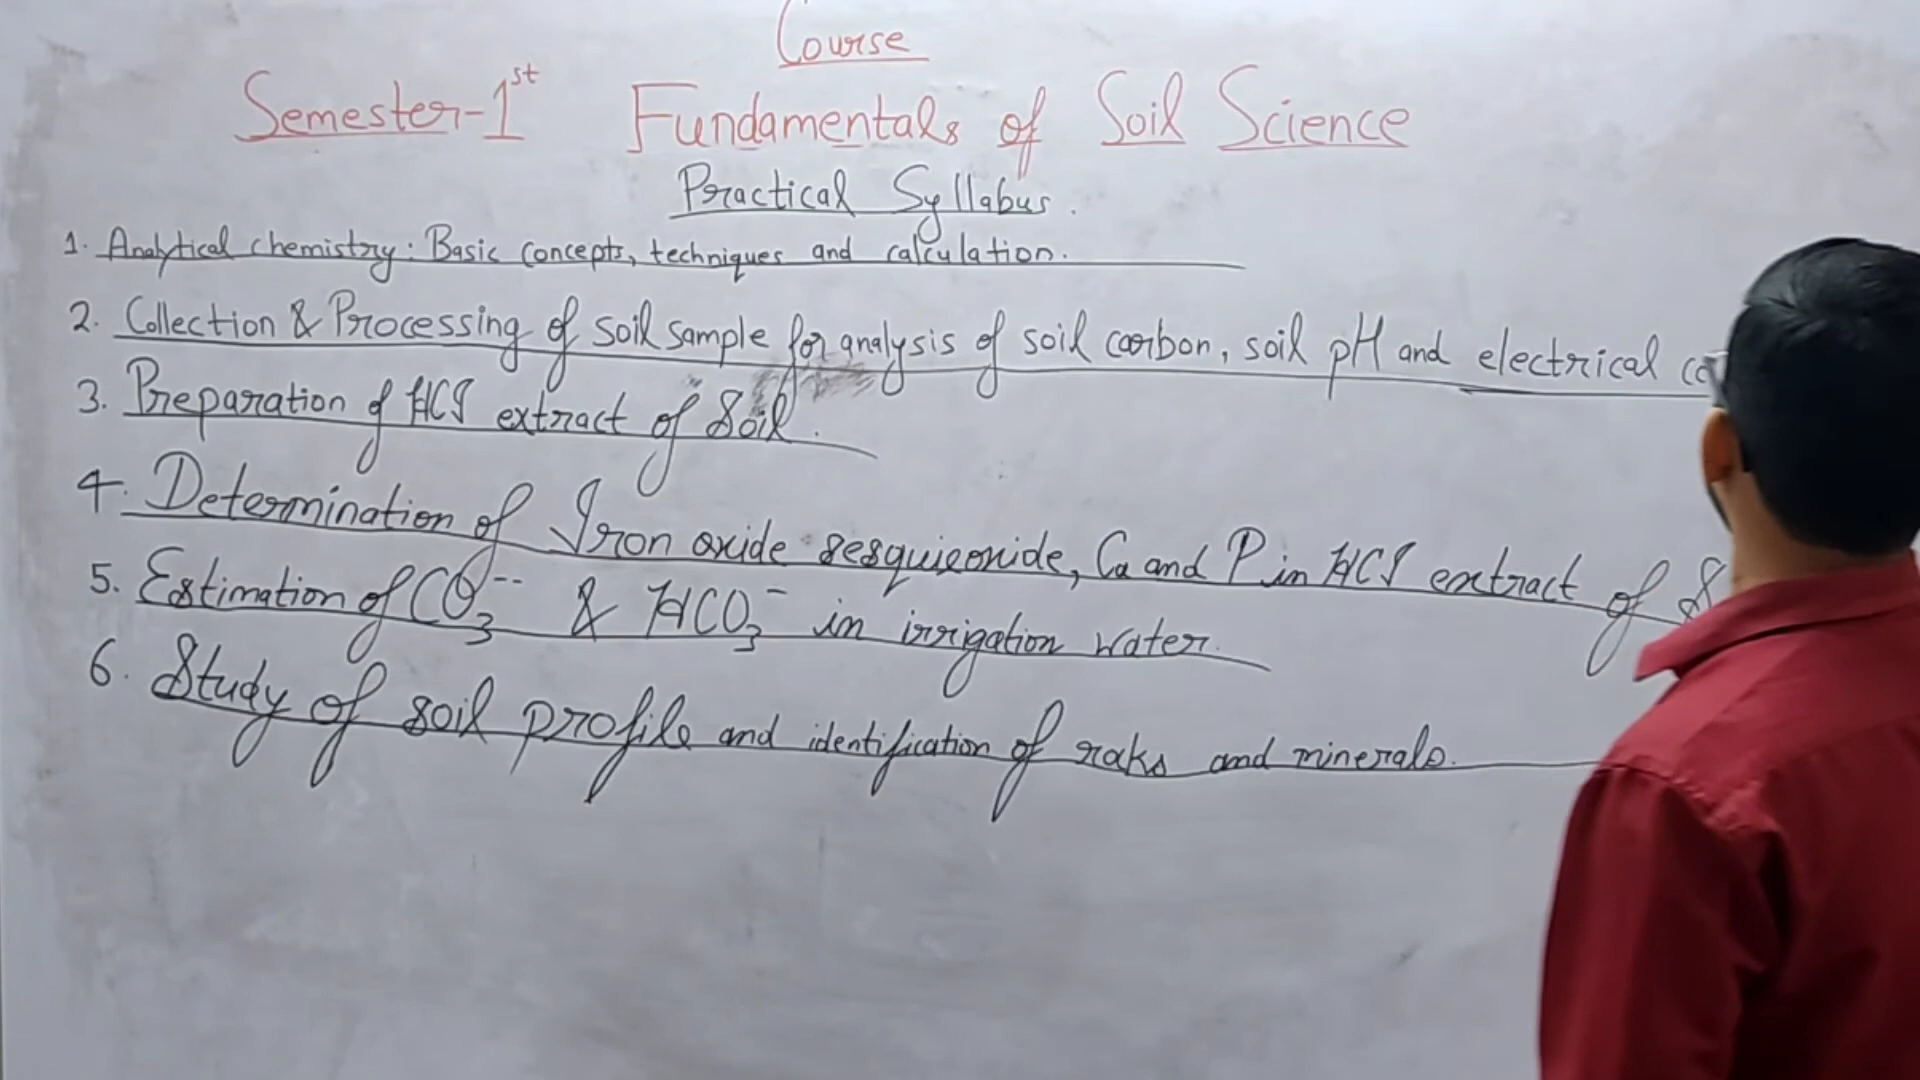 Course
Semester-1st Fundamentals of Soil Science
Practical Syllabus.
1. Analytical chemistry: Basic concepts, techniques and calculation.
2. Collection & Processing of soil sample for analysis of soil carbon, soil pH and electrical
3. Preparation of HCl extract of Soil.
4. Determination of Iron oxide sesquioxide, Ca and P in HCl extract of
5. Estimation of CO3-- & HCO3- in irrigation water.
6. Study of soil profile and identification of roks and minerals.